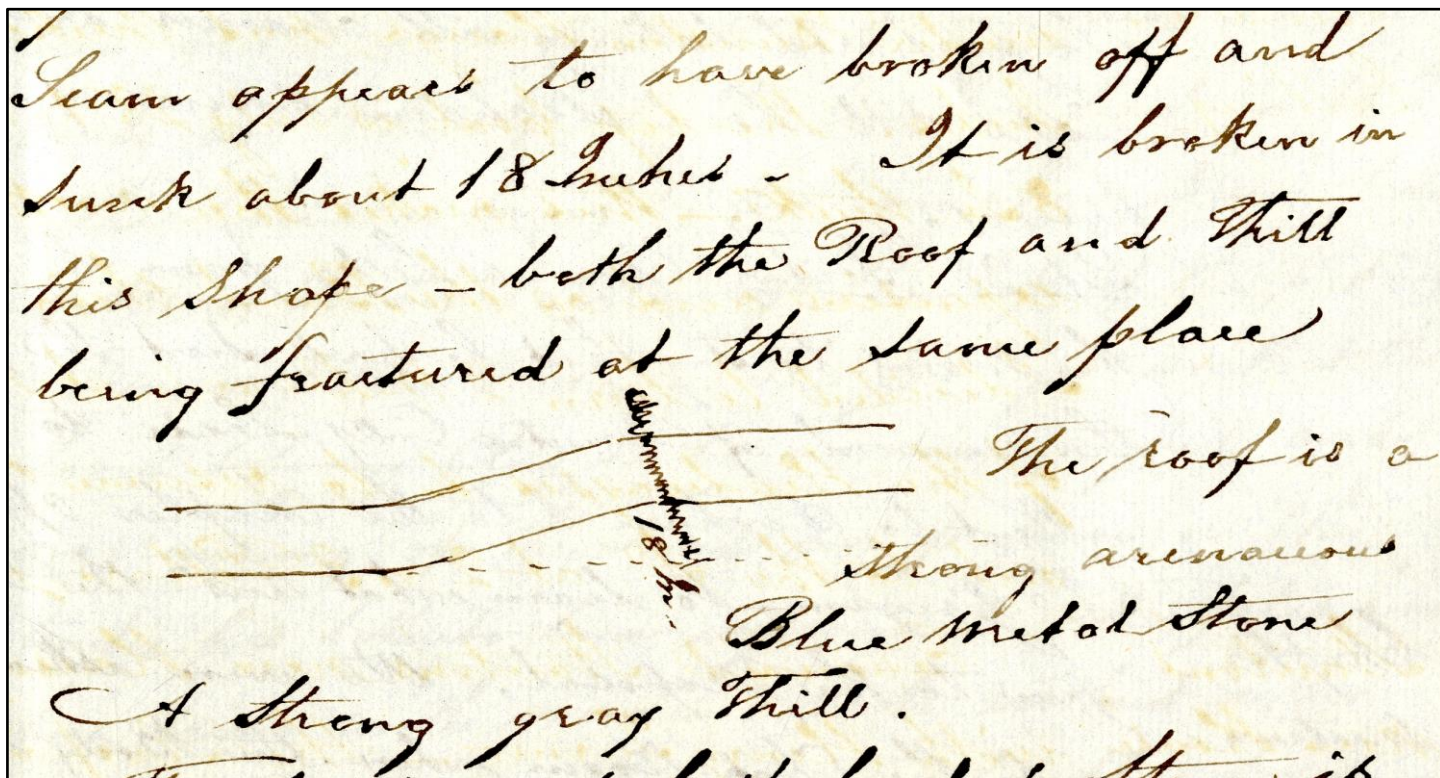 Seam appears to have broken off and
sunk about 18 Inches - It is broken in
this Shape - both the Roof and Thill
being fractured at the same place
The roof is a
strong arenaceous
18 In.
Blue Metal Stone
A Strong gray Thill.